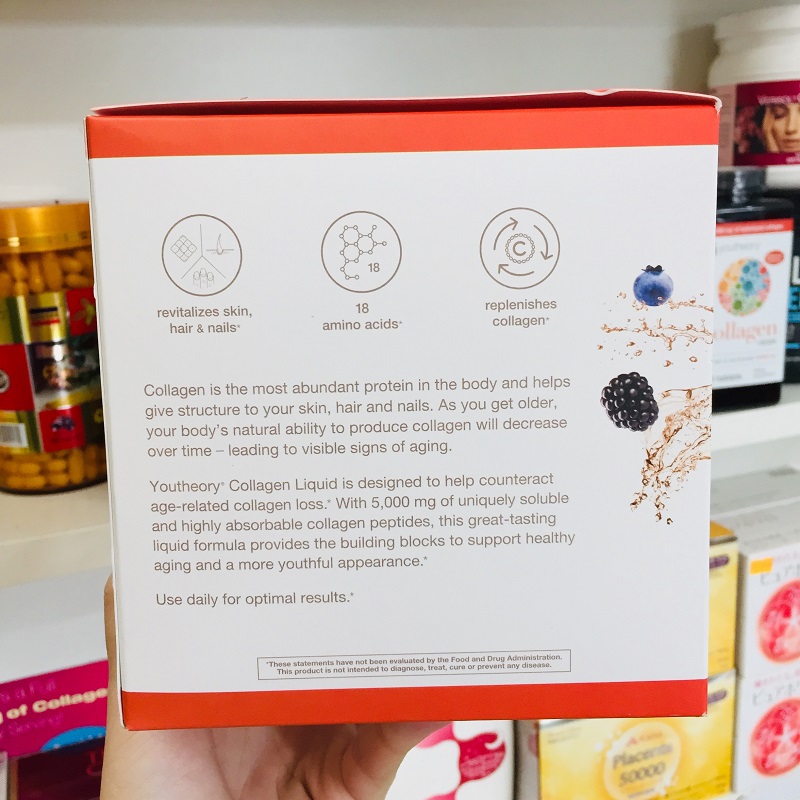 18
C
revitalizes skin,
hair & nails*
18
amino acids*
replenishes
collagen*
Collagen is the most abundant protein in the body and helps
give structure to your skin, hair and nails. As you get older,
your body's natural ability to produce collagen will decrease
over time – leading to visible signs of aging.
Youtheory® Collagen Liquid is designed to help counteract
age-related collagen loss.* With 5,000 mg of uniquely soluble
and highly absorbable collagen peptides, this great-tasting
liquid formula provides the building blocks to support healthy
aging and a more youthful appearance.*
Use daily for optimal results.*
*These statements have not been evaluated by the Food and Drug Administration.
This product is not intended to diagnose, treat, cure or prevent any disease.
ollagen
of Collage
Placenta
50000